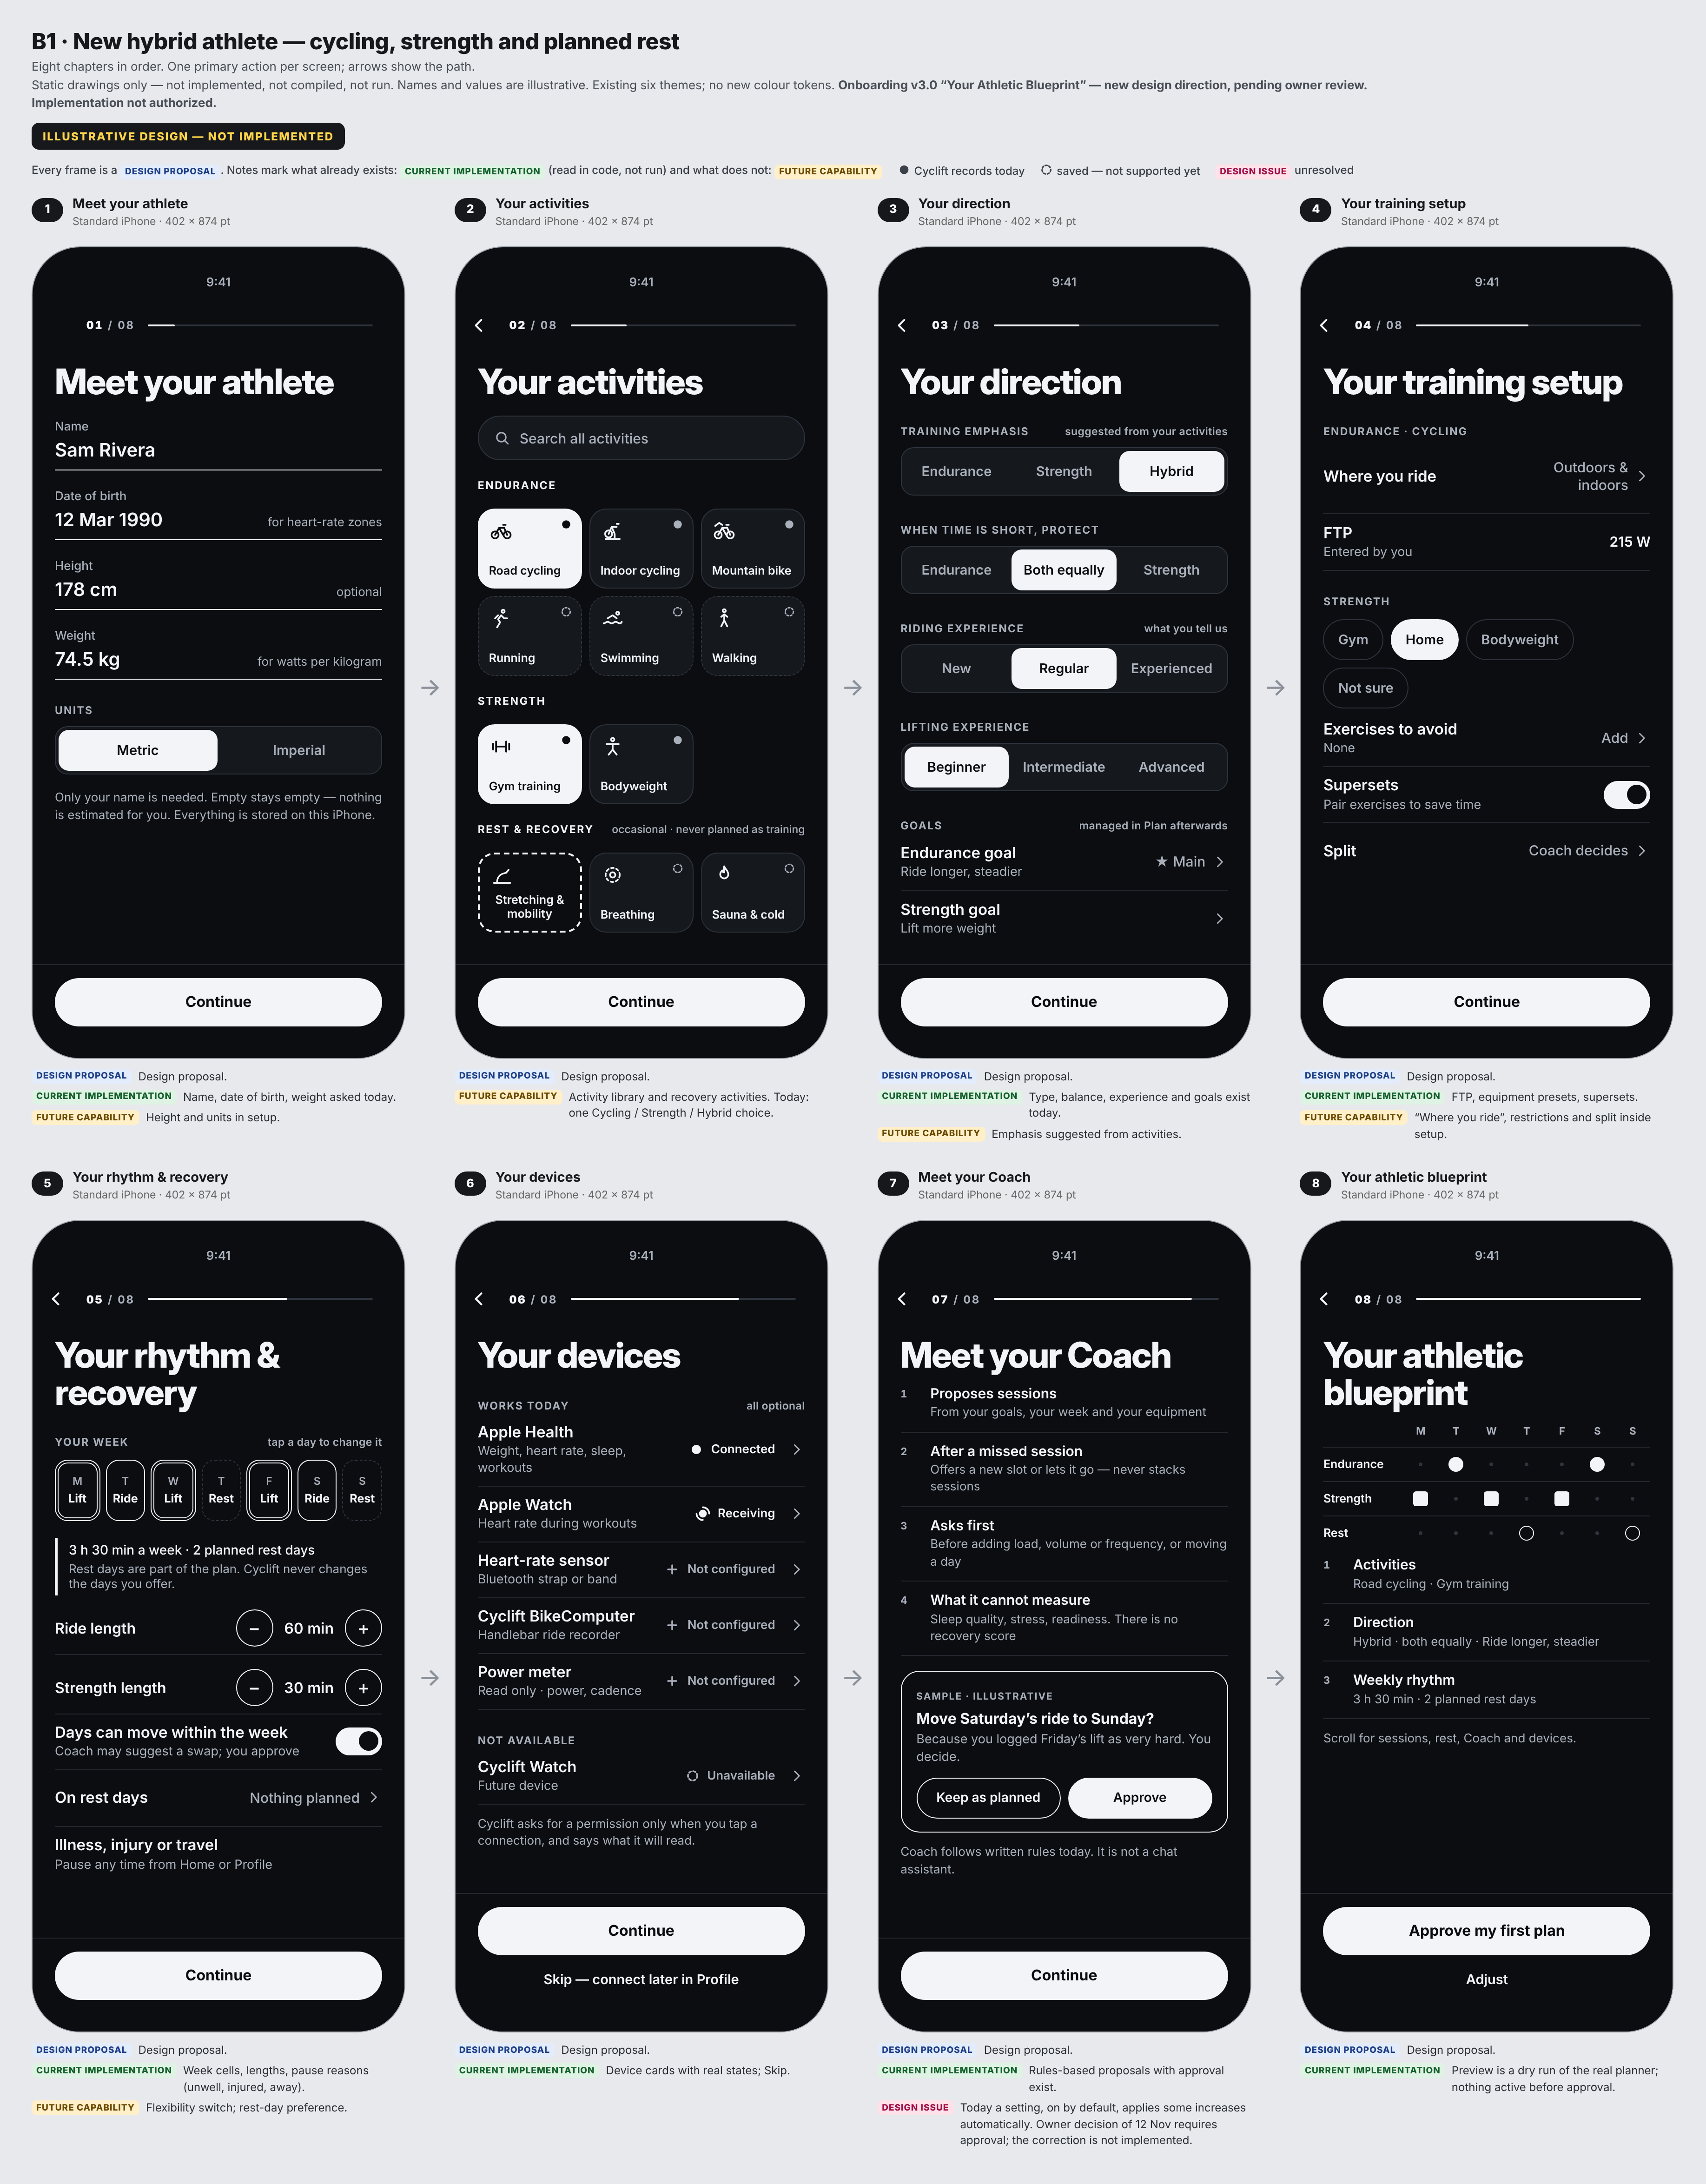 B1 · New hybrid athlete — cycling, strength and planned rest
Eight chapters in order. One primary action per screen; arrows show the path.
Static drawings only — not implemented, not compiled, not run. Names and values are illustrative. Existing six themes; no new colour tokens. Onboarding v3.0 “Your Athletic Blueprint” — new design direction, pending owner review.
Implementation not authorized.
ILLUSTRATIVE DESIGN — NOT IMPLEMENTED
Every frame is a DESIGN PROPOSAL . Notes mark what already exists: CURRENT IMPLEMENTATION (read in code, not run) and what does not: FUTURE CAPABILITY Cyclift records today saved — not supported yet DESIGN ISSUE unresolved
1 Meet your athlete
Standard iPhone · 402 × 874 pt
9:41
01 / 08
Meet your athlete
Name
Sam Rivera
Date of birth
12 Mar 1990 for heart-rate zones
Height
178 cm optional
Weight
74.5 kg for watts per kilogram
UNITS
Metric Imperial
Only your name is needed. Empty stays empty — nothing
is estimated for you. Everything is stored on this iPhone.
Continue
DESIGN PROPOSAL Design proposal.
CURRENT IMPLEMENTATION Name, date of birth, weight asked today.
FUTURE CAPABILITY Height and units in setup.
2 Your activities
Standard iPhone · 402 × 874 pt
9:41
02 / 08
Your activities
Search all activities
ENDURANCE
Road cycling Indoor cycling Mountain bike
Running Swimming Walking
STRENGTH
Gym training Bodyweight
REST & RECOVERY occasional · never planned as training
Stretching &
mobility
Breathing Sauna & cold
Continue
DESIGN PROPOSAL Design proposal.
FUTURE CAPABILITY Activity library and recovery activities. Today:
one Cycling / Strength / Hybrid choice.
3 Your direction
Standard iPhone · 402 × 874 pt
9:41
03 / 08
Your direction
TRAINING EMPHASIS suggested from your activities
Endurance Strength Hybrid
WHEN TIME IS SHORT, PROTECT
Endurance Both equally Strength
RIDING EXPERIENCE what you tell us
New Regular Experienced
LIFTING EXPERIENCE
Beginner Intermediate Advanced
GOALS managed in Plan afterwards
Endurance goal
Ride longer, steadier
★ Main
Strength goal
Lift more weight
Continue
DESIGN PROPOSAL Design proposal.
CURRENT IMPLEMENTATION Type, balance, experience and goals exist
today.
FUTURE CAPABILITY Emphasis suggested from activities.
4 Your training setup
Standard iPhone · 402 × 874 pt
9:41
04 / 08
Your training setup
ENDURANCE · CYCLING
Where you ride Outdoors &
indoors
FTP
Entered by you
215 W
STRENGTH
Gym Home Bodyweight
Not sure
Exercises to avoid
None
Add
Supersets
Pair exercises to save time
Split Coach decides
Continue
DESIGN PROPOSAL Design proposal.
CURRENT IMPLEMENTATION FTP, equipment presets, supersets.
FUTURE CAPABILITY “Where you ride”, restrictions and split inside
setup.
5 Your rhythm & recovery
Standard iPhone · 402 × 874 pt
9:41
05 / 08
Your rhythm &
recovery
YOUR WEEK tap a day to change it
M T W T F S S
Lift Ride Lift Rest Lift Ride Rest
3 h 30 min a week · 2 planned rest days
Rest days are part of the plan. Cyclift never changes
the days you offer.
Ride length − 60 min +
Strength length − 30 min +
Days can move within the week
Coach may suggest a swap; you approve
On rest days Nothing planned
Illness, injury or travel
Pause any time from Home or Profile
Continue
DESIGN PROPOSAL Design proposal.
CURRENT IMPLEMENTATION Week cells, lengths, pause reasons
(unwell, injured, away).
FUTURE CAPABILITY Flexibility switch; rest-day preference.
6 Your devices
Standard iPhone · 402 × 874 pt
9:41
06 / 08
Your devices
WORKS TODAY all optional
Apple Health
Weight, heart rate, sleep,
workouts
Connected
Apple Watch
Heart rate during workouts
Receiving
Heart-rate sensor
Bluetooth strap or band
+ Not configured
Cyclift BikeComputer
Handlebar ride recorder
+ Not configured
Power meter
Read only · power, cadence
+ Not configured
NOT AVAILABLE
Cyclift Watch
Future device
Unavailable
Cyclift asks for a permission only when you tap a
connection, and says what it will read.
Continue
Skip — connect later in Profile
DESIGN PROPOSAL Design proposal.
CURRENT IMPLEMENTATION Device cards with real states; Skip.
7 Meet your Coach
Standard iPhone · 402 × 874 pt
9:41
07 / 08
Meet your Coach
1 Proposes sessions
From your goals, your week and your equipment
2 After a missed session
Offers a new slot or lets it go — never stacks
sessions
3 Asks first
Before adding load, volume or frequency, or moving
a day
4 What it cannot measure
Sleep quality, stress, readiness. There is no
recovery score
SAMPLE · ILLUSTRATIVE
Move Saturday’s ride to Sunday?
Because you logged Friday’s lift as very hard. You
decide.
Keep as planned Approve
Coach follows written rules today. It is not a chat
assistant.
Continue
DESIGN PROPOSAL Design proposal.
CURRENT IMPLEMENTATION Rules-based proposals with approval
exist.
DESIGN ISSUE Today a setting, on by default, applies some increases
automatically. Owner decision of 12 Nov requires
approval; the correction is not implemented.
8 Your athletic blueprint
Standard iPhone · 402 × 874 pt
9:41
08 / 08
Your athletic
blueprint
M T W T F S S
Endurance
Strength
Rest
1 Activities
Road cycling · Gym training
2 Direction
Hybrid · both equally · Ride longer, steadier
3 Weekly rhythm
3 h 30 min · 2 planned rest days
Scroll for sessions, rest, Coach and devices.
Approve my first plan
Adjust
DESIGN PROPOSAL Design proposal.
CURRENT IMPLEMENTATION Preview is a dry run of the real planner;
nothing active before approval.